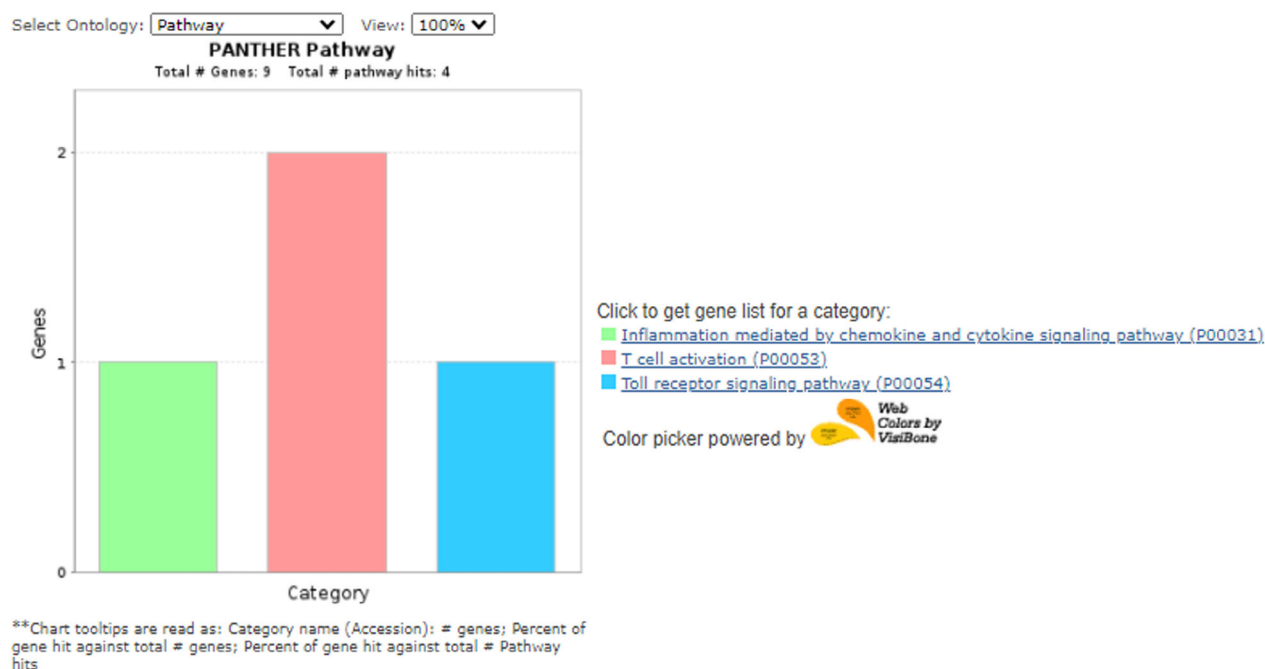 Select Ontology: Pathway View: 100%
PANTHER Pathway
Total # Genes: 9 Total # pathway hits: 4
2
Genes
1
0
Category
Click to get gene list for a category:
Inflammation mediated by chemokine and cytokine signaling pathway (P00031)
T cell activation (P00053)
Toll receptor signaling pathway (P00054)
Color picker powered by
Web
Colors by
VisiBone
**Chart tooltips are read as: Category name (Accession): # genes; Percent of
gene hit against total # genes; Percent of gene hit against total # Pathway
hits